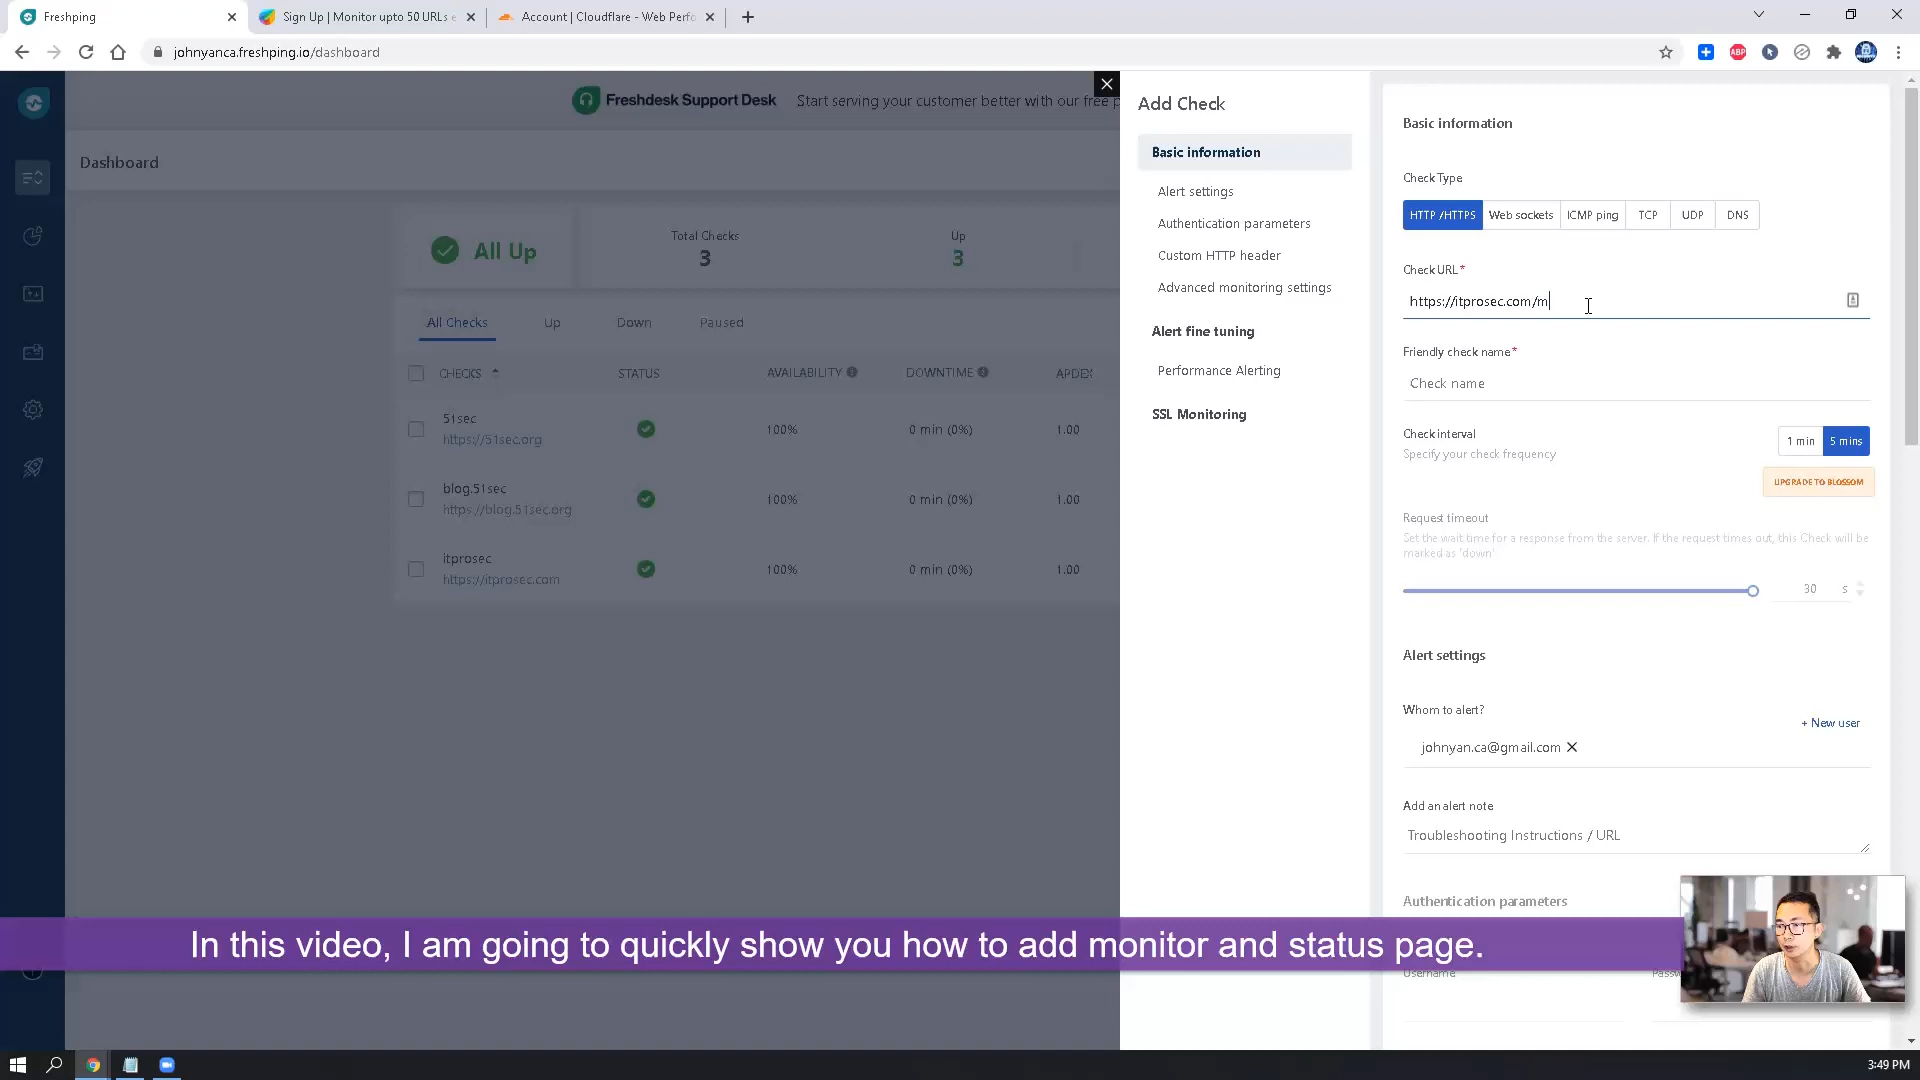 Freshping
Sign Up | Monitor upto 50 URLs e
Account | Cloudflare - Web Perfo
johnyanca.freshping.io/dashboard
ABP
Freshdesk Support Desk
Start serving your customer better with our free p
Dashboard
All Up
Total Checks
3
Up
3
All Checks
Up
Down
Paused
CHECKS
STATUS
AVAILABILITY
DOWNTIME
APDEX
51sec
https://51sec.org
100%
0 min (0%)
1.00
blog.51sec
https://blog.51sec.org
100%
0 min (0%)
1.00
itprosec
https://itprosec.com
100%
0 min (0%)
1.00
Add Check
Basic information
Alert settings
Authentication parameters
Custom HTTP header
Advanced monitoring settings
Alert fine tuning
Performance Alerting
SSL Monitoring
Basic information
Check Type
HTTP /HTTPS
Web sockets
ICMP ping
TCP
UDP
DNS
Check URL*
https://itprosec.com/m
Friendly check name*
Check name
Check interval
Specify your check frequency
1 min
5 mins
UPGRADE TO BLOSSOM
Request timeout
Set the wait time for a response from the server. If the request times out, this Check will be
marked as 'down'
30
s
Alert settings
Whom to alert?
+ New user
johnyan.ca@gmail.com
Add an alert note
Troubleshooting Instructions / URL
Authentication parameters
In this video, I am going to quickly show you how to add monitor and status page.
Username
Passw
3:49 PM